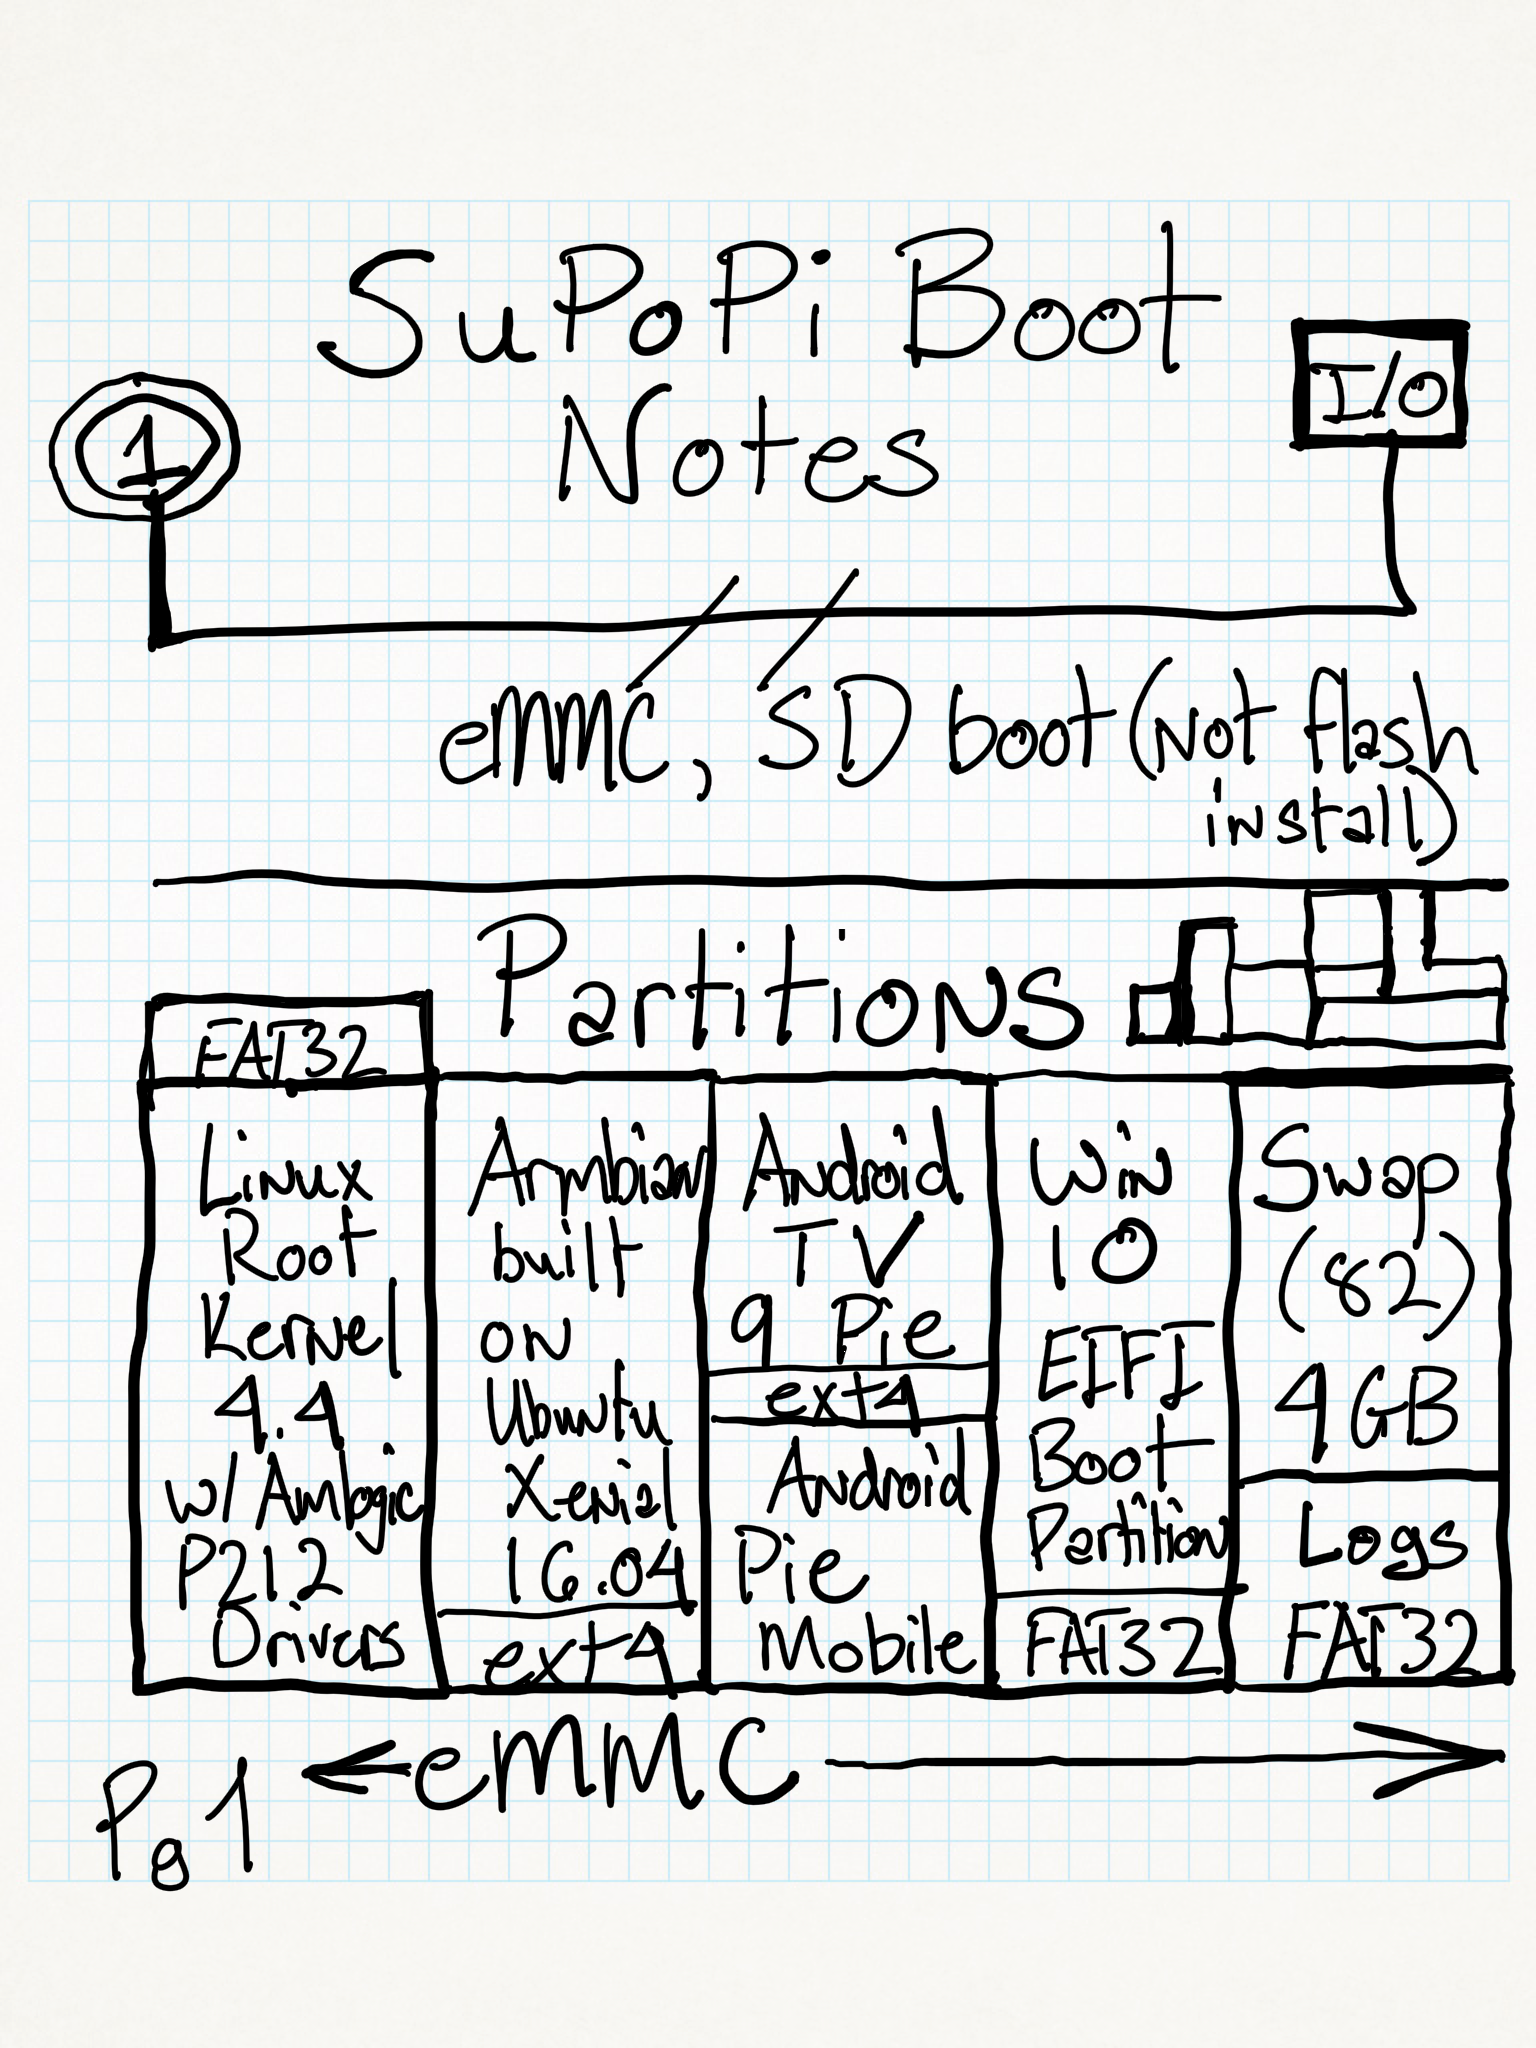 SuPoPi Boot
Notes
1
I/O
eMMC, SD boot (Not flash
install)
Partitions
FAT32
Linux
Root
Kernel
4.4
w/ Amlogic
P212
Drivers
Armbian
built
on
Ubuntu
Xenial
16.04
ext4
Android
TV
9 Pie
ext4
Android
Pie
Mobile
Win
10
EIFI
Boot
Partition
FAT32
Swap
(82)
4GB
Logs
FAT32
eMMC
Pg 1